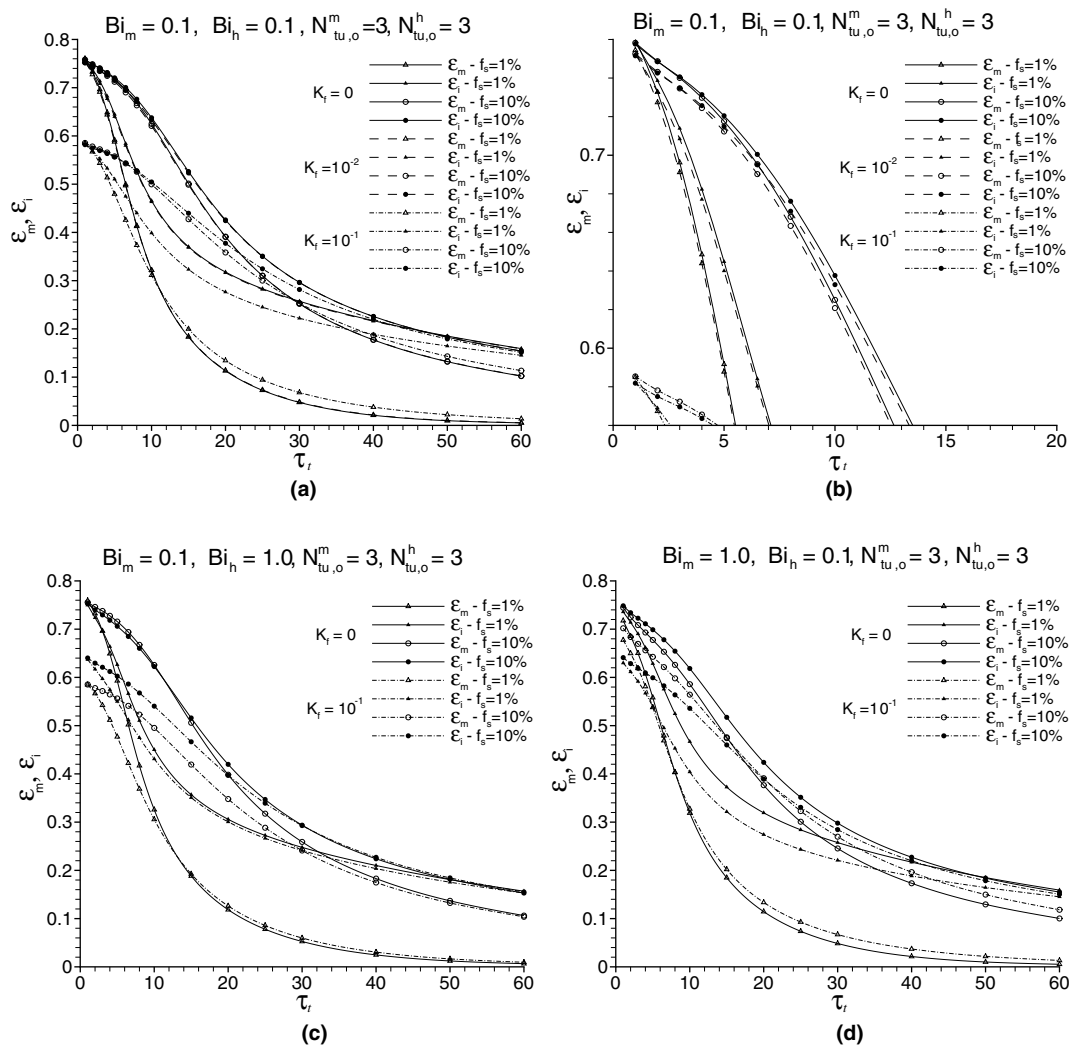 Bi_m = 0.1, Bi_h = 0.1, N^m_tu,o = 3, N^h_tu,o = 3
0.8
0.7
0.6
0.5
0.4
0.3
0.2
0.1
0
ε_m, ε_i
K_f = 0
K_f = 10^-2
K_f = 10^-1
ε_m - f_s=1%
ε_i - f_s=1%
ε_m - f_s=10%
ε_i - f_s=10%
ε_m - f_s=1%
ε_i - f_s=1%
ε_m - f_s=10%
ε_i - f_s=10%
ε_m - f_s=1%
ε_i - f_s=1%
ε_m - f_s=10%
ε_i - f_s=10%
0 10 20 30 40 50 60
τ_t
(a)
Bi_m = 0.1, Bi_h = 0.1, N^m_tu,o = 3, N^h_tu,o = 3
0.7
0.6
ε_m, ε_i
K_f = 0
K_f = 10^-2
K_f = 10^-1
ε_m - f_s=1%
ε_i - f_s=1%
ε_m - f_s=10%
ε_i - f_s=10%
ε_m - f_s=1%
ε_i - f_s=1%
ε_m - f_s=10%
ε_i - f_s=10%
ε_m - f_s=1%
ε_i - f_s=1%
ε_m - f_s=10%
ε_i - f_s=10%
0 5 10 15 20
τ_t
(b)
Bi_m = 0.1, Bi_h = 1.0, N^m_tu,o = 3, N^h_tu,o = 3
0.8
0.7
0.6
0.5
0.4
0.3
0.2
0.1
0
ε_m, ε_i
K_f = 0
K_f = 10^-1
ε_m - f_s=1%
ε_i - f_s=1%
ε_m - f_s=10%
ε_i - f_s=10%
ε_m - f_s=1%
ε_i - f_s=1%
ε_m - f_s=10%
ε_i - f_s=10%
0 10 20 30 40 50 60
τ_t
(c)
Bi_m = 1.0, Bi_h = 0.1, N^m_tu,o = 3, N^h_tu,o = 3
0.8
0.7
0.6
0.5
0.4
0.3
0.2
0.1
0
ε_m, ε_i
K_f = 0
K_f = 10^-1
ε_m - f_s=1%
ε_i - f_s=1%
ε_m - f_s=10%
ε_i - f_s=10%
ε_m - f_s=1%
ε_i - f_s=1%
ε_m - f_s=10%
ε_i - f_s=10%
0 10 20 30 40 50 60
τ_t
(d)